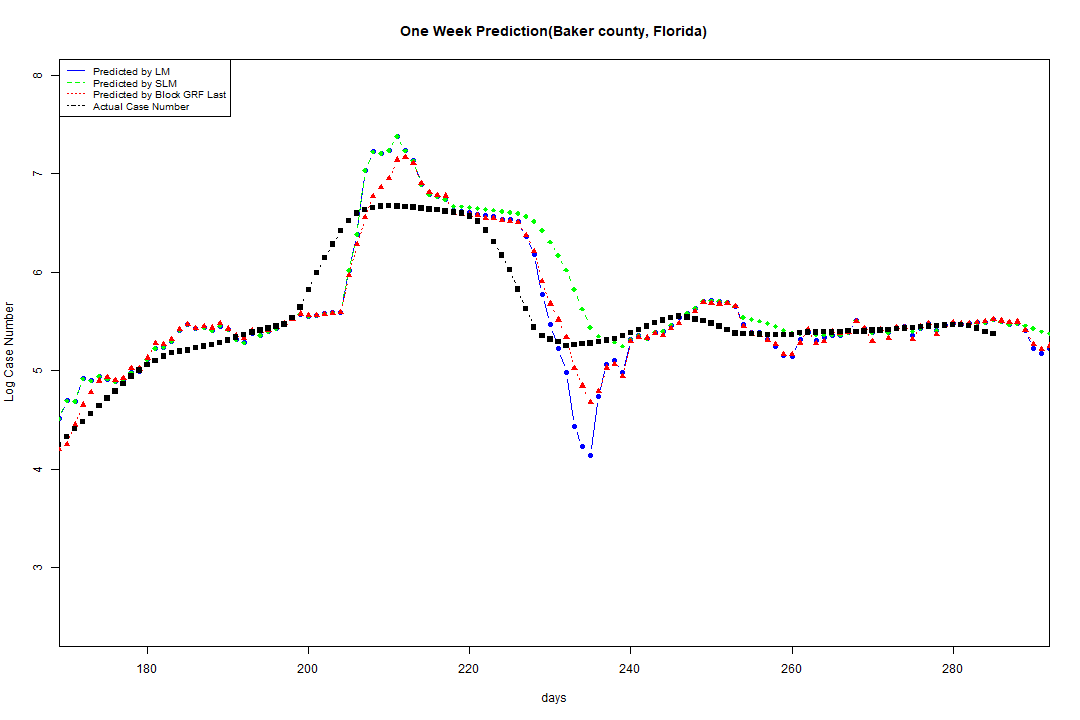 One Week Prediction(Baker county, Florida)
Predicted by LM
Predicted by SLM
Predicted by Block GRF Last
Actual Case Number
8
7
6
5
4
3
Log Case Number
180 200 220 240 260 280
days